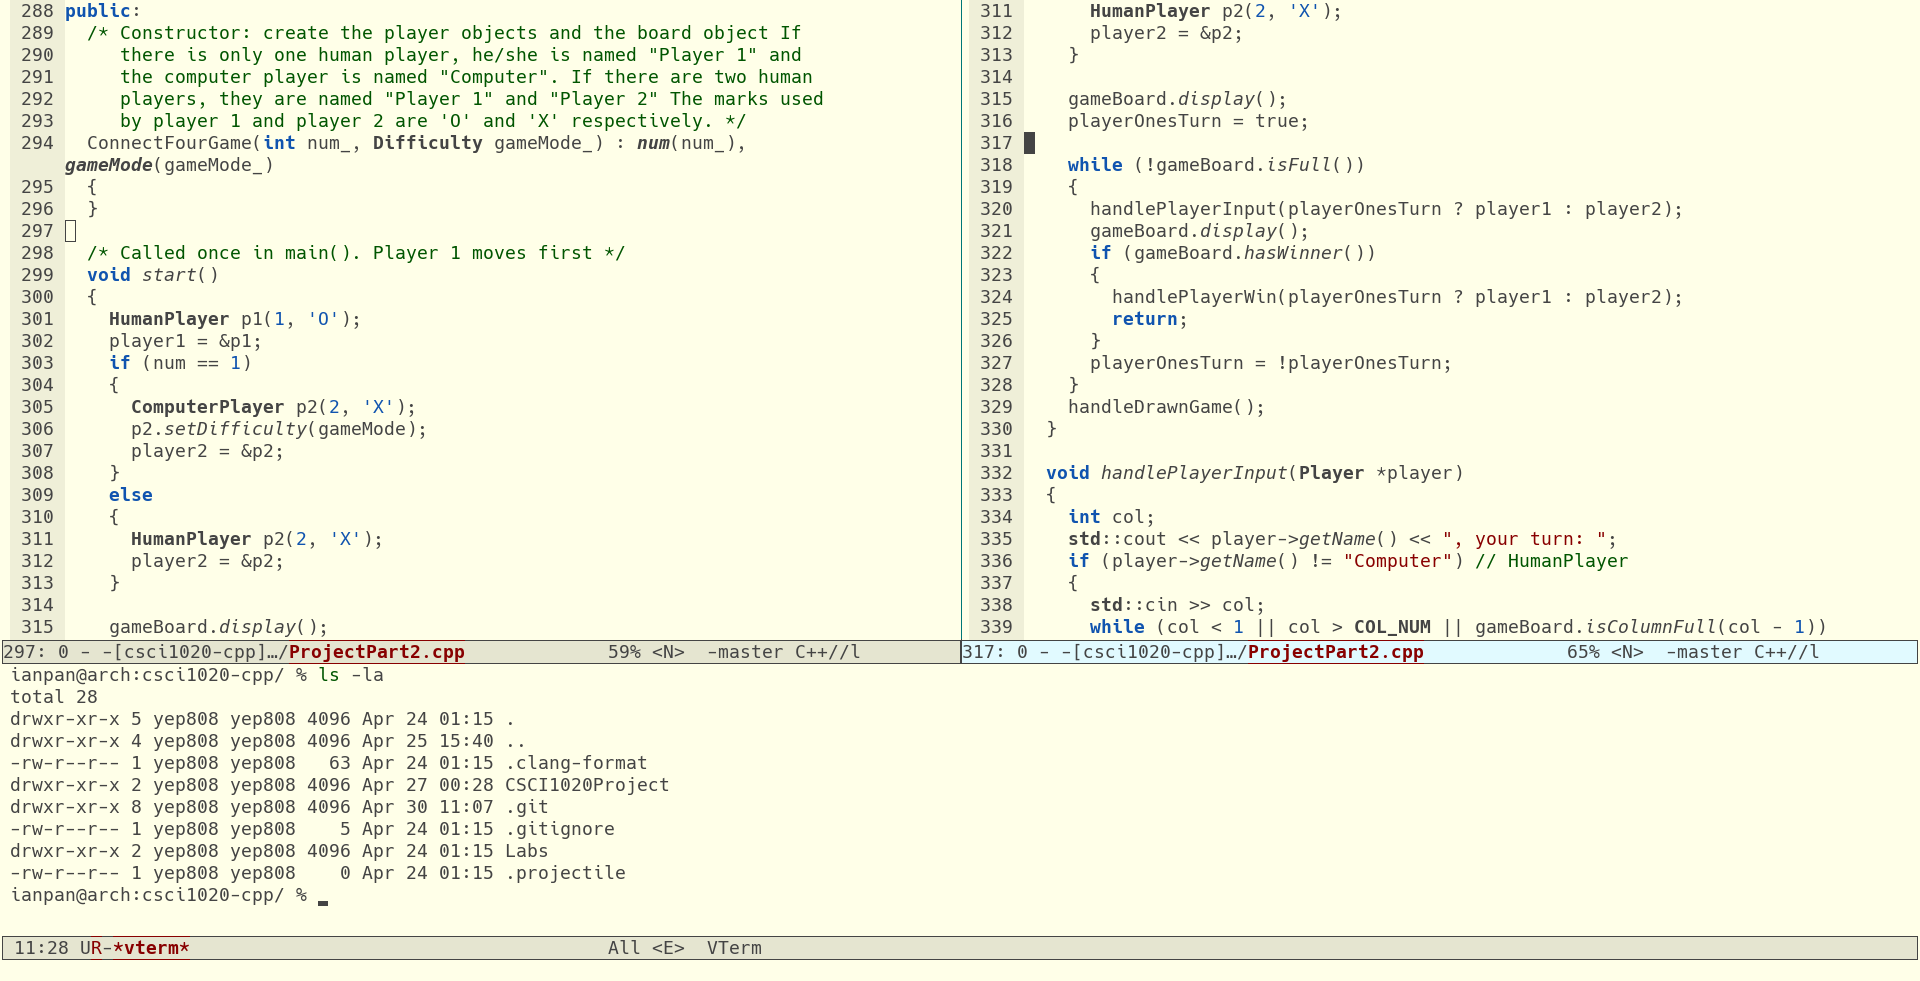 288 public:
289   /* Constructor: create the player objects and the board object If
290      there is only one human player, he/she is named "Player 1" and
291      the computer player is named "Computer". If there are two human
292      players, they are named "Player 1" and "Player 2" The marks used
293      by player 1 and player 2 are 'O' and 'X' respectively. */
294   ConnectFourGame(int num_, Difficulty gameMode_) : num(num_),
gameMode(gameMode_)
295   {
296   }
297
298   /* Called once in main(). Player 1 moves first */
299   void start()
300   {
301     HumanPlayer p1(1, 'O');
302     player1 = &p1;
303     if (num == 1)
304     {
305       ComputerPlayer p2(2, 'X');
306       p2.setDifficulty(gameMode);
307       player2 = &p2;
308     }
309     else
310     {
311       HumanPlayer p2(2, 'X');
312       player2 = &p2;
313     }
314
315     gameBoard.display();
297: 0 - -[csci1020-cpp]…/ProjectPart2.cpp             59% <N>  -master C++//l
311       HumanPlayer p2(2, 'X');
312       player2 = &p2;
313     }
314
315     gameBoard.display();
316     playerOnesTurn = true;
317
318     while (!gameBoard.isFull())
319     {
320       handlePlayerInput(playerOnesTurn ? player1 : player2);
321       gameBoard.display();
322       if (gameBoard.hasWinner())
323       {
324         handlePlayerWin(playerOnesTurn ? player1 : player2);
325         return;
326       }
327       playerOnesTurn = !playerOnesTurn;
328     }
329     handleDrawnGame();
330   }
331
332   void handlePlayerInput(Player *player)
333   {
334     int col;
335     std::cout << player->getName() << ", your turn: ";
336     if (player->getName() != "Computer") // HumanPlayer
337     {
338       std::cin >> col;
339       while (col < 1 || col > COL_NUM || gameBoard.isColumnFull(col - 1))
317: 0 - -[csci1020-cpp]…/ProjectPart2.cpp             65% <N>  -master C++//l
ianpan@arch:csci1020-cpp/ % ls -la
total 28
drwxr-xr-x 5 yep808 yep808 4096 Apr 24 01:15 .
drwxr-xr-x 4 yep808 yep808 4096 Apr 25 15:40 ..
-rw-r--r-- 1 yep808 yep808   63 Apr 24 01:15 .clang-format
drwxr-xr-x 2 yep808 yep808 4096 Apr 27 00:28 CSCI1020Project
drwxr-xr-x 8 yep808 yep808 4096 Apr 30 11:07 .git
-rw-r--r-- 1 yep808 yep808    5 Apr 24 01:15 .gitignore
drwxr-xr-x 2 yep808 yep808 4096 Apr 24 01:15 Labs
-rw-r--r-- 1 yep808 yep808    0 Apr 24 01:15 .projectile
ianpan@arch:csci1020-cpp/ %
11:28 UR-*vterm*                                      All <E>  VTerm